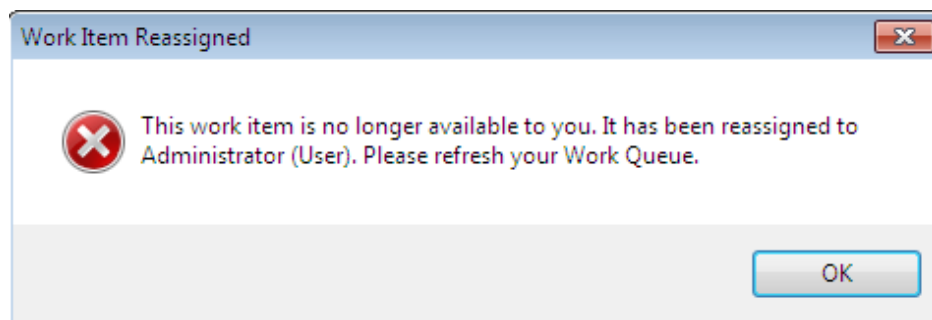 Work Item Reassigned
This work item is no longer available to you. It has been reassigned to
Administrator (User). Please refresh your Work Queue.
OK